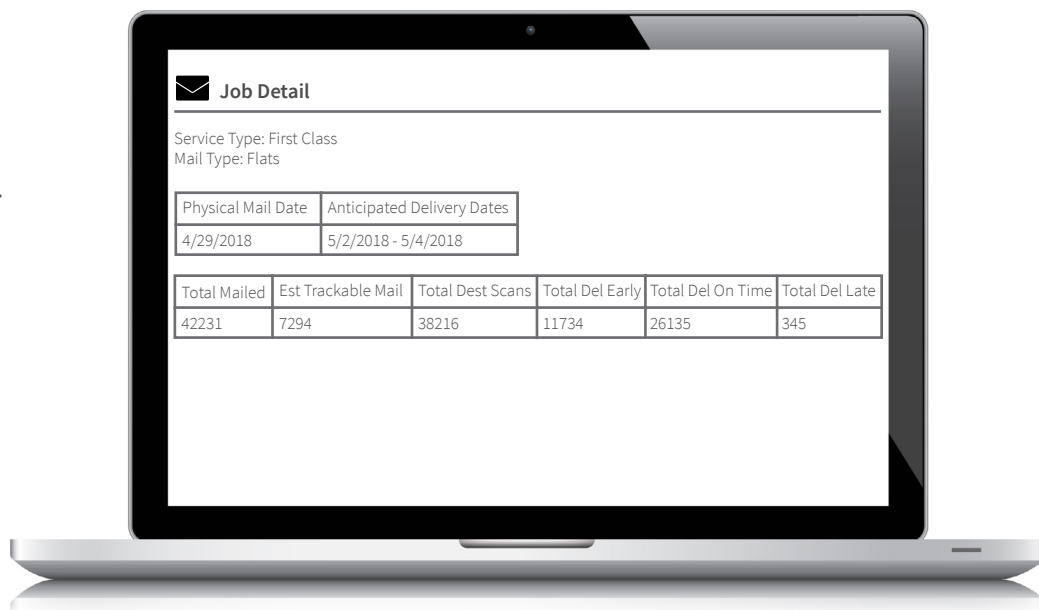 Job Detail
Service Type: First Class
Mail Type: Flats
Physical Mail Date Anticipated Delivery Dates
4/29/2018 5/2/2018 - 5/4/2018
Total Mailed Est Trackable Mail Total Dest Scans Total Del Early Total Del On Time Total Del Late
42231 7294 38216 11734 26135 345